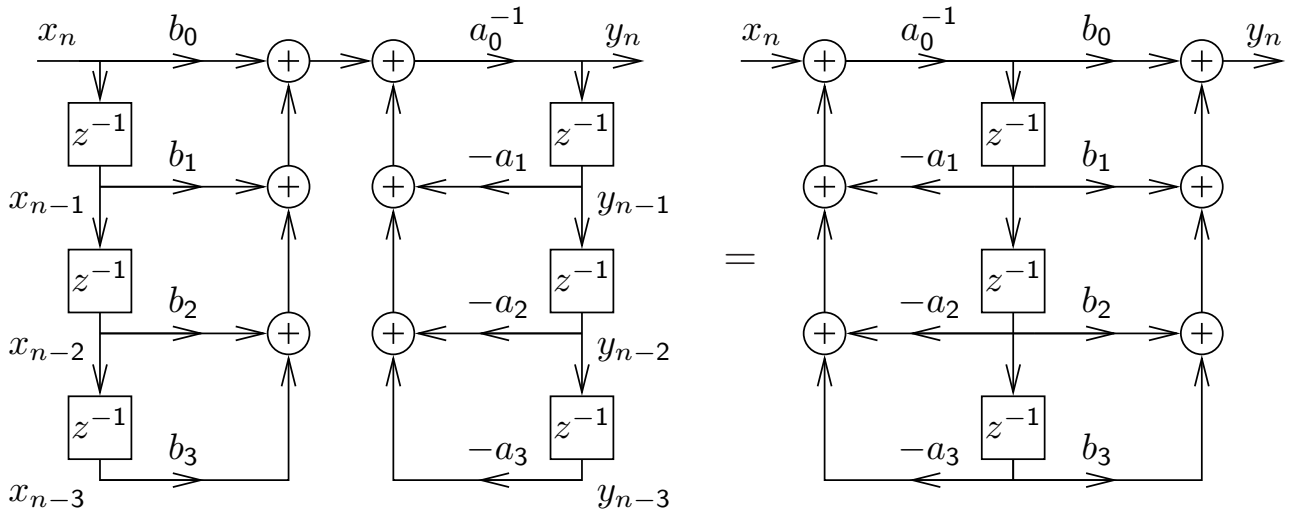 x_n b_0 a_0^{-1} y_n x_n a_0^{-1} b_0 y_n
+ + + +
z^{-1} z^{-1} z^{-1}
b_1 -a_1 -a_1 b_1
+ + + +
x_{n-1} y_{n-1}
z^{-1} z^{-1} = z^{-1}
b_2 -a_2 -a_2 b_2
+ + + +
x_{n-2} y_{n-2}
z^{-1} z^{-1} z^{-1}
b_3 -a_3 -a_3 b_3
x_{n-3} y_{n-3}